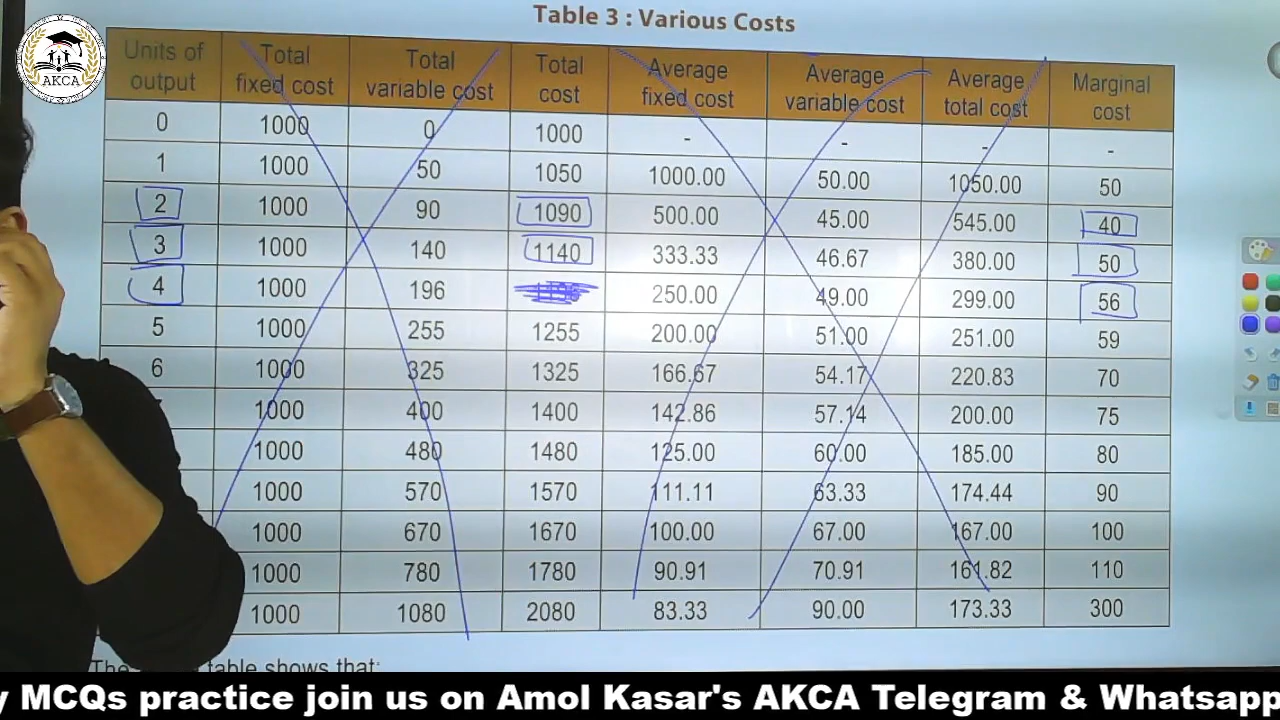 Table 3 : Various Costs
AKCA
Units of output Total fixed cost Total variable cost Total cost Average fixed cost Average variable cost Average total cost Marginal cost
0 1000 0 1000 - - - -
1 1000 50 1050 1000.00 50.00 1050.00 50
2 1000 90 1090 500.00 45.00 545.00 40
3 1000 140 1140 333.33 46.67 380.00 50
4 1000 196 250.00 49.00 299.00 56
5 1000 255 1255 200.00 51.00 251.00 59
6 1000 325 1325 166.67 54.17 220.83 70
1000 400 1400 142.86 57.14 200.00 75
1000 480 1480 125.00 60.00 185.00 80
1000 570 1570 111.11 63.33 174.44 90
1000 670 1670 100.00 67.00 167.00 100
1000 780 1780 90.91 70.91 161.82 110
1000 1080 2080 83.33 90.00 173.33 300
The table shows that:
y MCQs practice join us on Amol Kasar's AKCA Telegram & Whatsapp